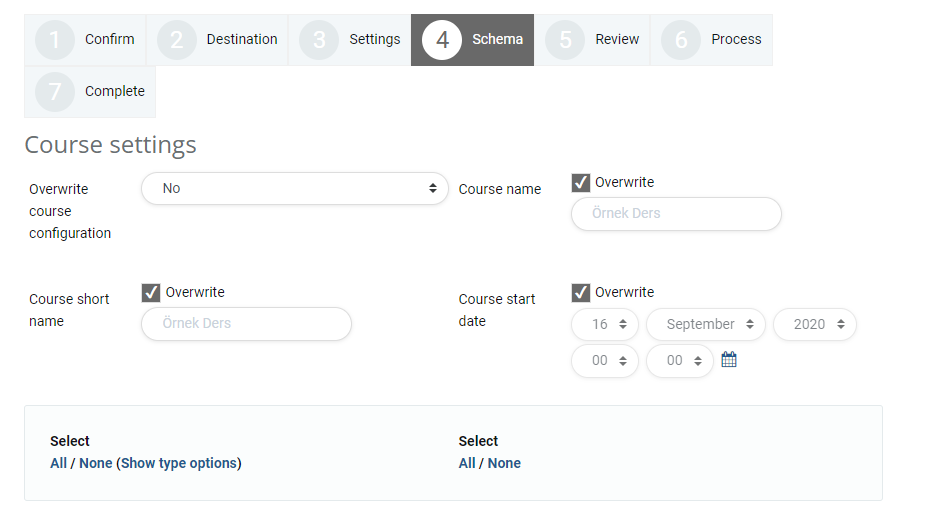 1 Confirm 2 Destination 3 Settings 4 Schema 5 Review 6 Process
7 Complete
Course settings
Overwrite course configuration
No
Course name
Overwrite
Örnek Ders
Course short name
Overwrite
Örnek Ders
Course start date
Overwrite
16 September 2020
00 00
Select
All / None (Show type options)
Select
All / None